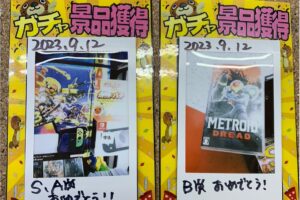 ガチャ景品獲得
2023.9.12
S,A賞
おめでとう!!
ガチャ景品獲得
2023.9.12
METROID
DREAD
B賞 おめでとう!